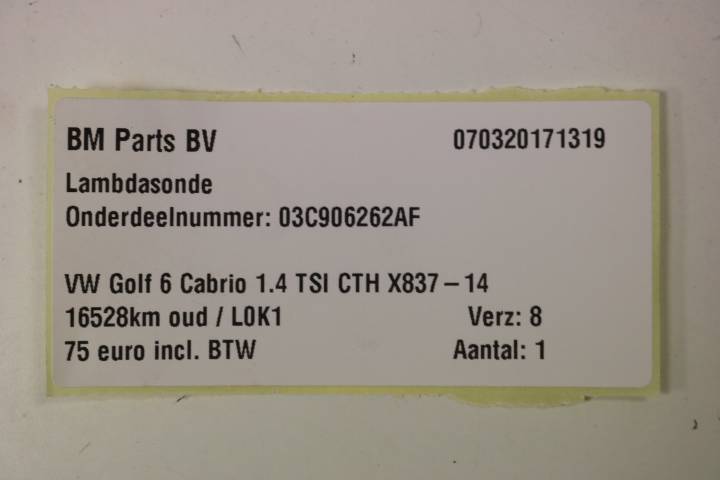 BM Parts BV 070320171319
Lambdasonde
Onderdeelnummer: 03C906262AF
VW Golf 6 Cabrio 1.4 TSI CTH X837-14
16528km oud / L0K1 Verz: 8
75 euro incl. BTW Aantal: 1